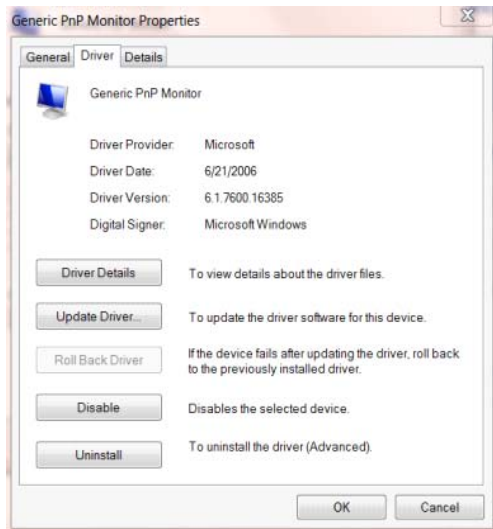 Generic PnP Monitor Properties
General Driver Details
Generic PnP Monitor
Driver Provider: Microsoft
Driver Date: 6/21/2006
Driver Version: 6.1.7600.16385
Digital Signer: Microsoft Windows
Driver Details To view details about the driver files.
Update Driver... To update the driver software for this device.
Roll Back Driver If the device fails after updating the driver, roll back
to the previously installed driver.
Disable Disables the selected device.
Uninstall To uninstall the driver (Advanced).
OK Cancel